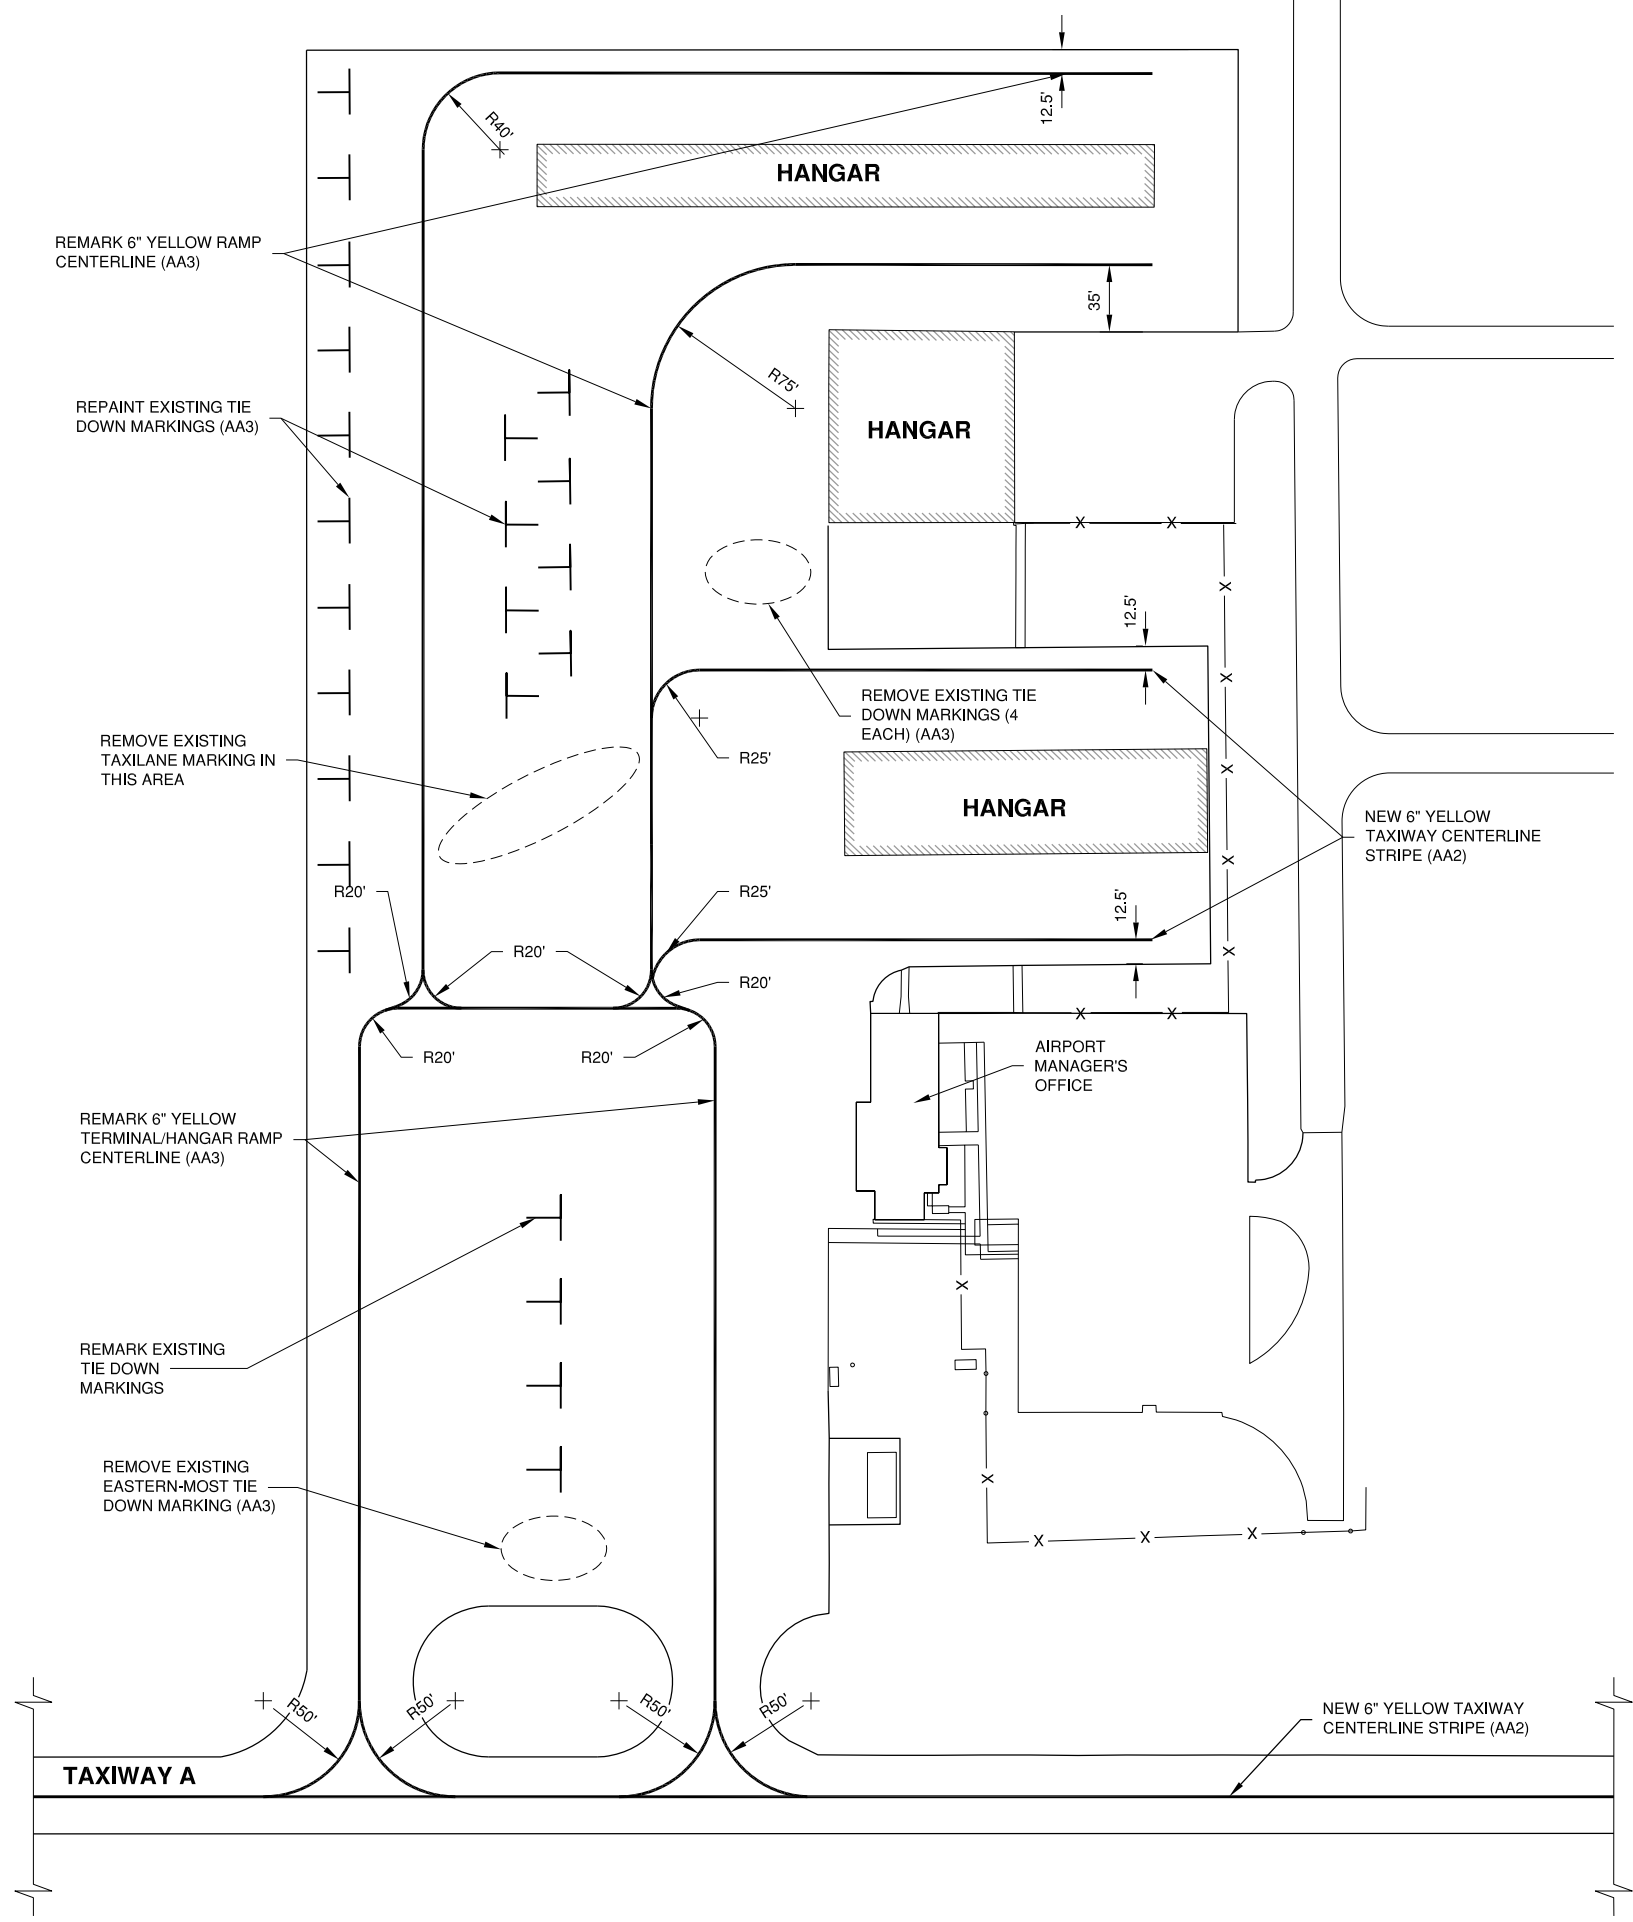 12.5'
R40'
HANGAR
REMARK 6" YELLOW RAMP
CENTERLINE (AA3)
35'
R75'
REPAINT EXISTING TIE
DOWN MARKINGS (AA3)
HANGAR
X
X
X
12.5'
X
REMOVE EXISTING TIE
DOWN MARKINGS (4
EACH) (AA3)
REMOVE EXISTING
TAXILANE MARKING IN
THIS AREA
R25'
X
HANGAR
NEW 6" YELLOW
TAXIWAY CENTERLINE
STRIPE (AA2)
X
R20'
R25'
12.5'
R20'
X
R20'
X
X
R20'
R20'
AIRPORT
MANAGER'S
OFFICE
REMARK 6" YELLOW
TERMINAL/HANGAR RAMP
CENTERLINE (AA3)
X
REMARK EXISTING
TIE DOWN
MARKINGS
REMOVE EXISTING
EASTERN-MOST TIE
DOWN MARKING (AA3)
X
X
X
X
R50'
R50'
R50'
R50'
NEW 6" YELLOW TAXIWAY
CENTERLINE STRIPE (AA2)
TAXIWAY A